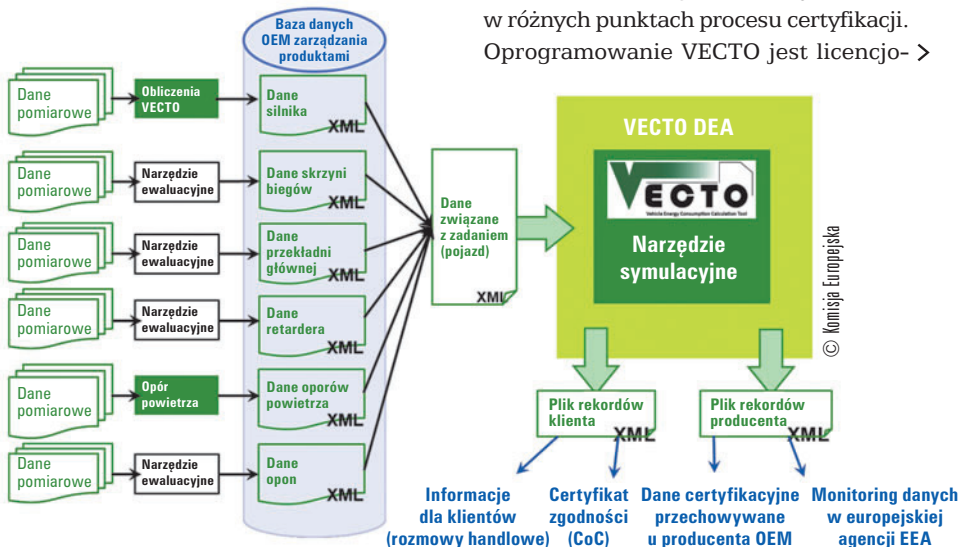 w różnych punktach procesu certyfikacji.
Oprogramowanie VECTO jest licencjo- >
Baza danych
OEM zarządzania
produktami
Dane
pomiarowe
Obliczenia
VECTO
Dane
silnika
XML
Dane
pomiarowe
Narzędzie
ewaluacyjne
Dane skrzyni
biegów
XML
Dane
pomiarowe
Narzędzie
ewaluacyjne
Dane
przekładni
głównej
XML
Dane
pomiarowe
Narzędzie
ewaluacyjne
Dane
retardera
XML
Dane
pomiarowe
Opór
powietrza
Dane oporów
powietrza
XML
Dane
pomiarowe
Narzędzie
ewaluacyjne
Dane
opon
XML
Dane
związane
z zadaniem
(pojazd)
XML
VECTO DEA
VECTO
Vehicle Energy Consumption Calculation Tool
Narzędzie
symulacyjne
© Komisja Europejska
Plik rekordów
klienta
XML
Plik rekordów
producenta
XML
Informacje
dla klientów
(rozmowy handlowe)
Certyfikat
zgodności
(CoC)
Dane certyfikacyjne
przechowywane
u producenta OEM
Monitoring danych
w europejskiej
agencji EEA